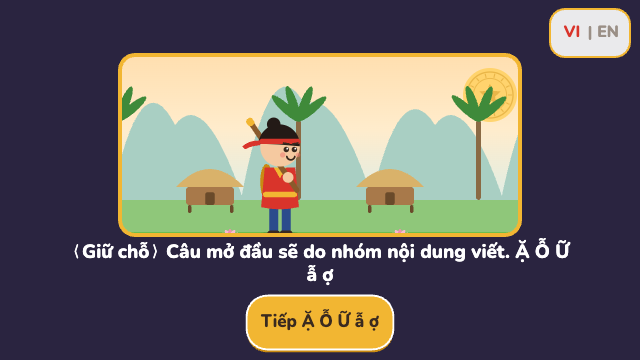 VI | EN
⟨Giữ chỗ⟩ Câu mở đầu sẽ do nhóm nội dung viết. Ặ Ỗ Ữ
ẫ ợ
Tiếp Ặ Ỗ Ữ ẫ ợ